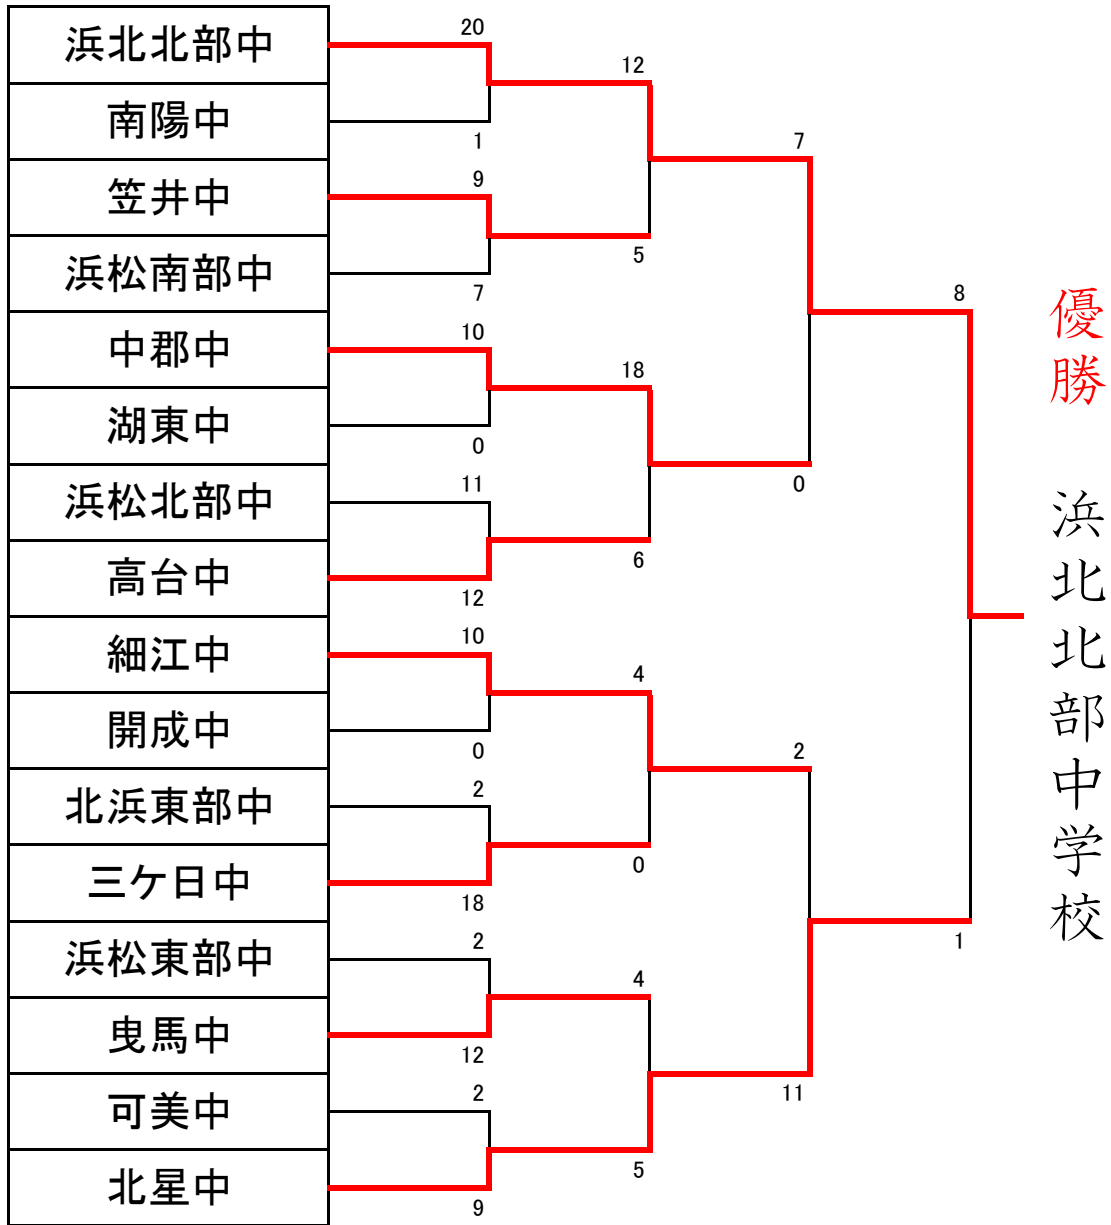 浜北北部中
南陽中
笠井中
浜松南部中
中郡中
湖東中
浜松北部中
高台中
細江中
開成中
北浜東部中
三ケ日中
浜松東部中
曳馬中
可美中
北星中
20
1
9
7
10
0
11
12
10
0
2
18
2
12
2
9
12
5
18
6
4
0
4
5
7
0
2
11
8
1
優勝 浜北北部中学校